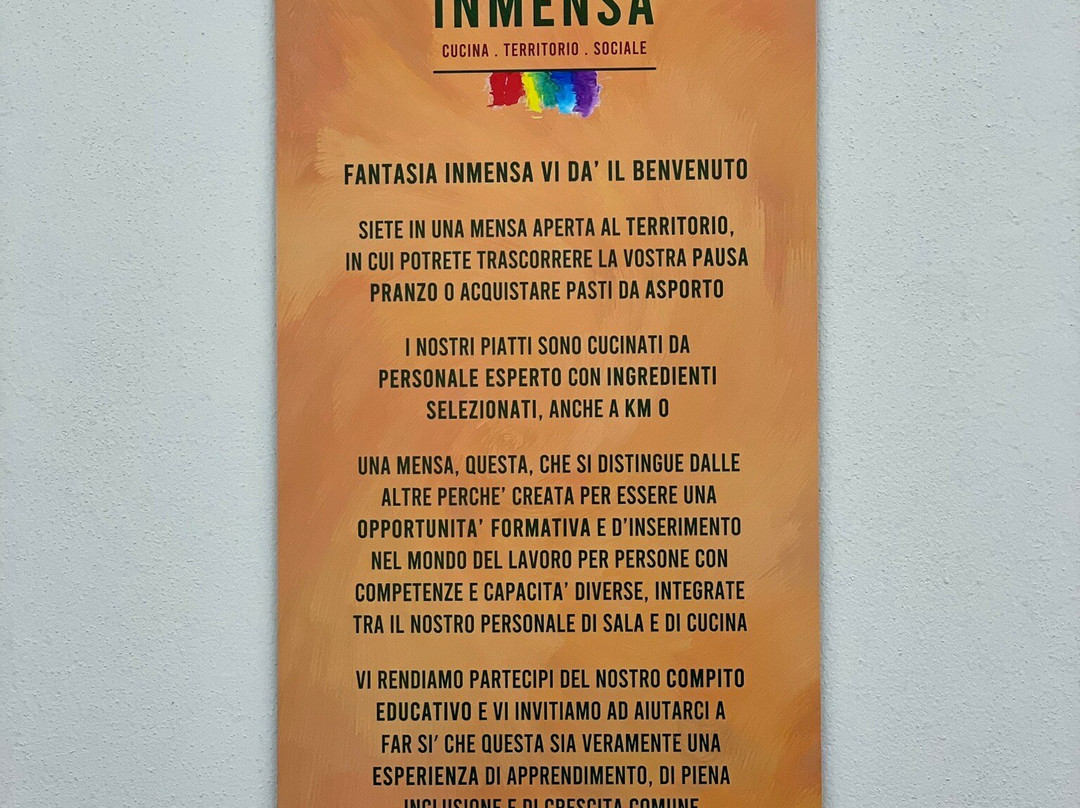 INMENSA
CUCINA . TERRITORIO . SOCIALE
FANTASIA INMENSA VI DA' IL BENVENUTO
SIETE IN UNA MENSA APERTA AL TERRITORIO,
IN CUI POTRETE TRASCORRERE LA VOSTRA PAUSA
PRANZO O ACQUISTARE PASTI DA ASPORTO
I NOSTRI PIATTI SONO CUCINATI DA
PERSONALE ESPERTO CON INGREDIENTI
SELEZIONATI, ANCHE A KM 0
UNA MENSA, QUESTA, CHE SI DISTINGUE DALLE
ALTRE PERCHE' CREATA PER ESSERE UNA
OPPORTUNITA' FORMATIVA E D'INSERIMENTO
NEL MONDO DEL LAVORO PER PERSONE CON
COMPETENZE E CAPACITA' DIVERSE, INTEGRATE
TRA IL NOSTRO PERSONALE DI SALA E DI CUCINA
VI RENDIAMO PARTECIPI DEL NOSTRO COMPITO
EDUCATIVO E VI INVITIAMO AD AIUTARCI A
FAR SI' CHE QUESTA SIA VERAMENTE UNA
ESPERIENZA DI APPRENDIMENTO, DI PIENA
INCLUSIONE E DI CRESCITA COMUNE